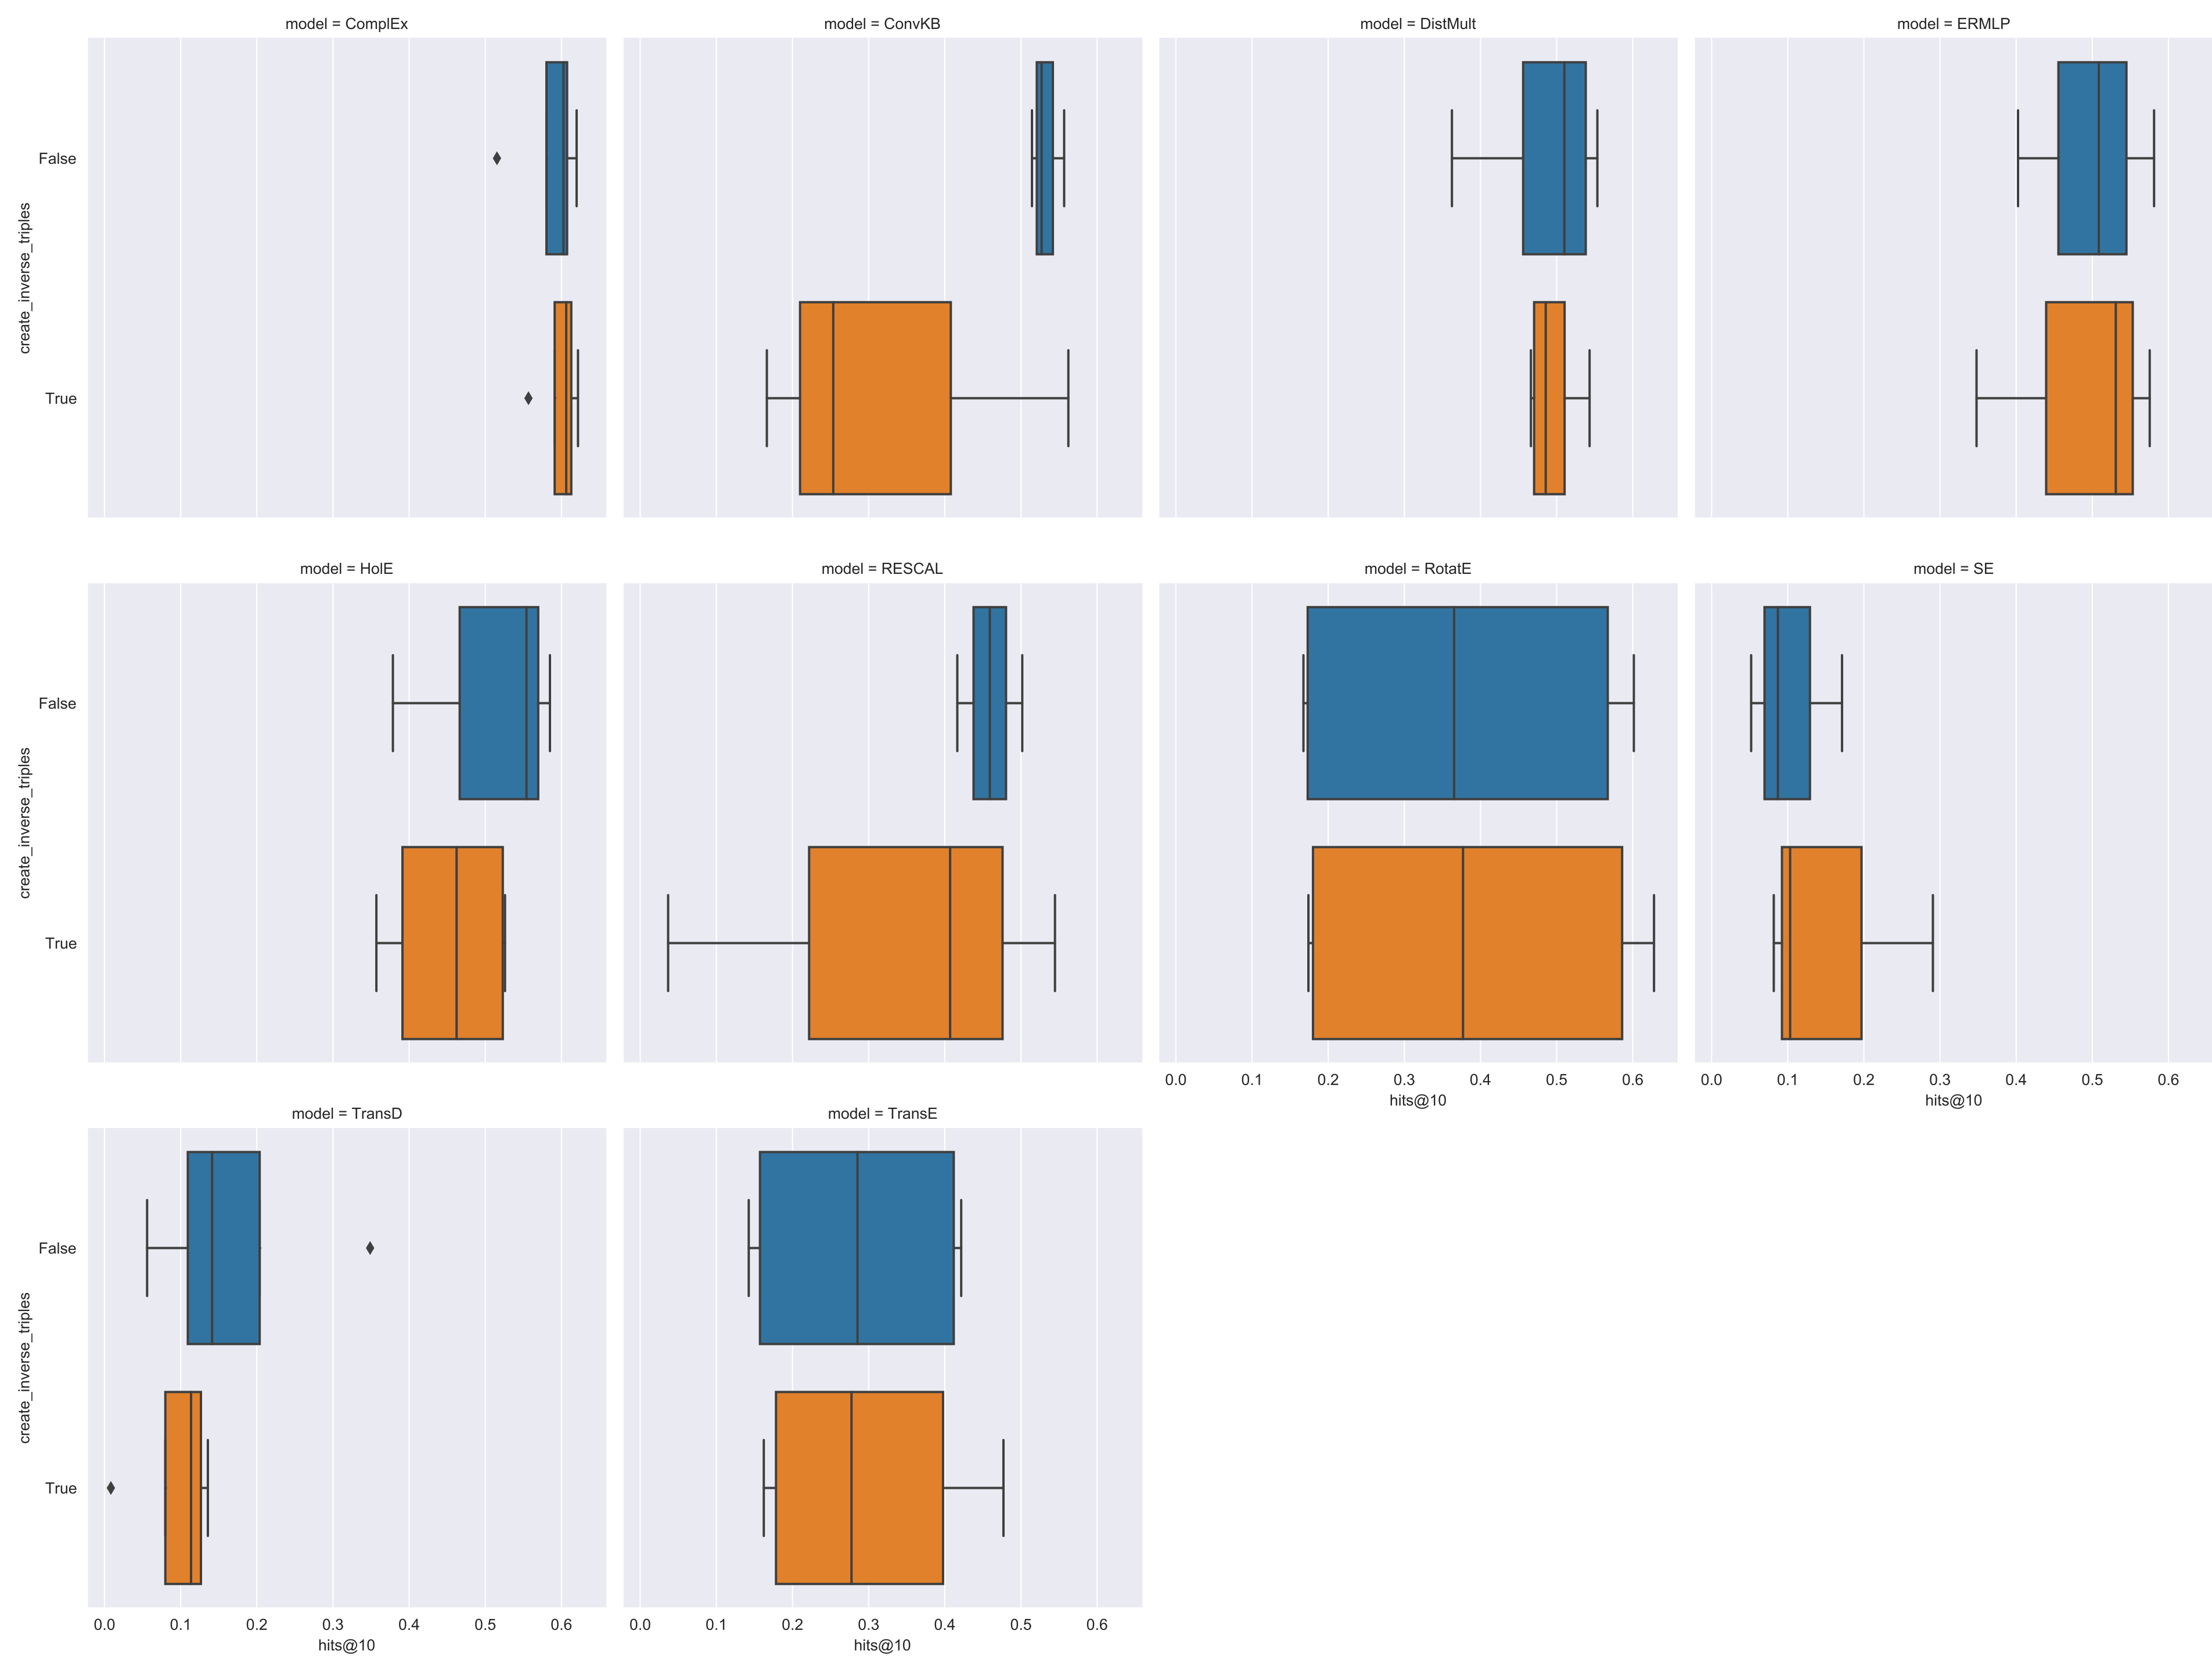 model = ComplEx
model = ConvKB
model = DistMult
model = ERMLP
create_inverse_triples
False
True
model = HolE
model = RESCAL
model = RotatE
model = SE
create_inverse_triples
False
True
0.0 0.1 0.2 0.3 0.4 0.5 0.6
hits@10
0.0 0.1 0.2 0.3 0.4 0.5 0.6
hits@10
model = TransD
model = TransE
create_inverse_triples
False
True
0.0 0.1 0.2 0.3 0.4 0.5 0.6
hits@10
0.0 0.1 0.2 0.3 0.4 0.5 0.6
hits@10